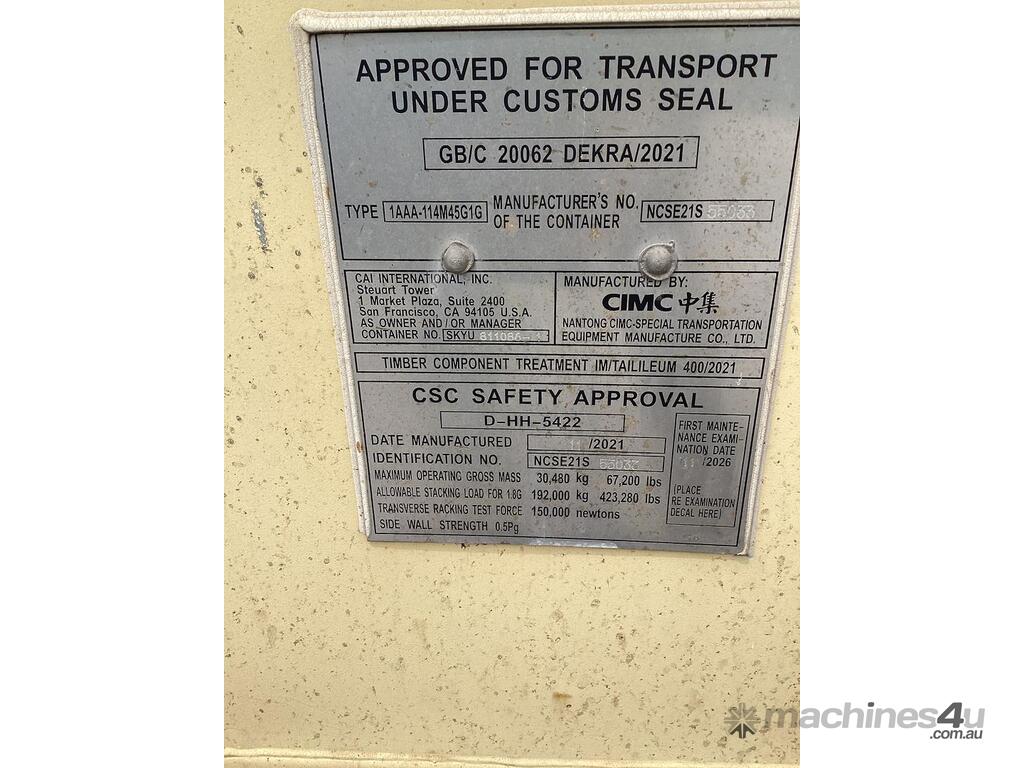 APPROVED FOR TRANSPORT
UNDER CUSTOMS SEAL
GB/C 20062 DEKRA/2021
TYPE 1AAA-114M45G1G MANUFACTURER'S NO. OF THE CONTAINER NCSE21S
CAI INTERNATIONAL, INC.
Steuart Tower
1 Market Plaza, Suite 2400
San Francisco, CA 94105 U.S.A.
AS OWNER AND/OR MANAGER
CONTAINER NO. SKYU
MANUFACTURED BY:
CIMC 中集
NANTONG CIMC-SPECIAL TRANSPORTATION
EQUIPMENT MANUFACTURE CO., LTD.
TIMBER COMPONENT TREATMENT IM/TAILILEUM 400/2021
CSC SAFETY APPROVAL
D-HH-5422
DATE MANUFACTURED 11/2021
IDENTIFICATION NO. NCSE21S
MAXIMUM OPERATING GROSS MASS 30,480 kg 67,200 lbs
ALLOWABLE STACKING LOAD FOR 1.8G 192,000 kg 423,280 lbs
TRANSVERSE RACKING TEST FORCE 150,000 newtons
SIDE WALL STRENGTH 0.5Pg
FIRST MAINTE-
NANCE EXAMI-
NATION DATE
11/2026
(PLACE
RE EXAMINATION
DECAL HERE)
machines4u
.com.au